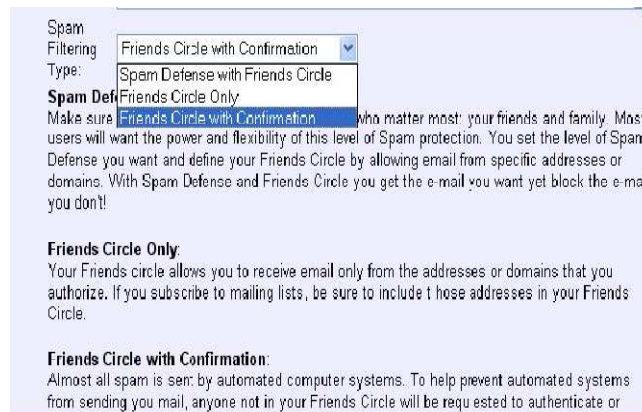 Spam
Filtering Friends Circle with Confirmation
Type: Spam Defense with Friends Circle
Spam Def Friends Circle Only
Make sure Friends Circle with Confirmation who matter most: your friends and family. Mos
users will want the power and flexibility of this level of Spam protection. You set the level of Spam
Defense you want and define your Friends Circle by allowing email from specific addresses or
domains. With Spam Defense and Friends Circle you get the e-mail you want yet block the e-ma
you don't!
Friends Circle Only:
Your Friends circle allows you to receive email only from the addresses or domains that you
authorize. If you subscribe to mailing lists, be sure to include t hose addresses in your Friends
Circle.
Friends Circle with Confirmation:
Almost all spam is sent by automated computer systems. To help prevent automated systems
from sending you mail, anyone not in your Friends Circle will be requ ested to authenticate or